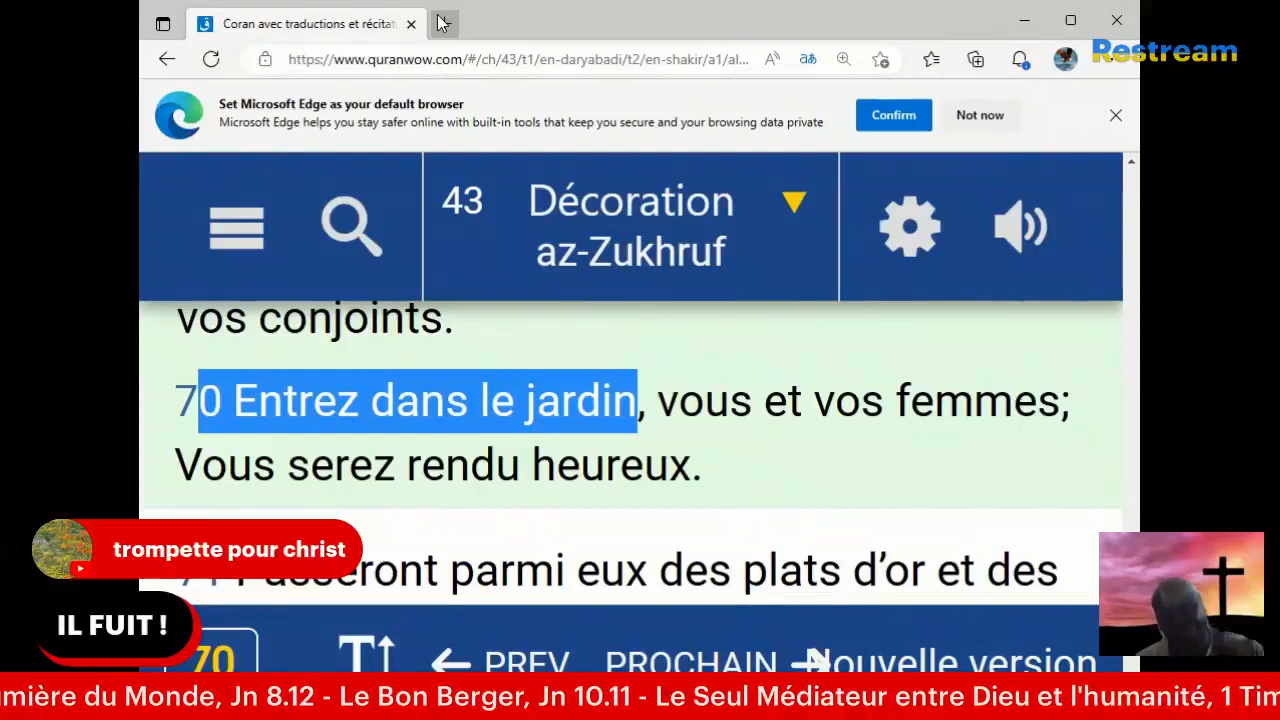 Coran avec traductions et récitat
https://www.quranwow.com/#/ch/43/t1/en-daryabadi/t2/en-shakir/a1/al...
Restream
Set Microsoft Edge as your default browser
Microsoft Edge helps you stay safer online with built-in tools that keep you secure and your browsing data private
Confirm
Not now
43 Décoration
az-Zukhruf
vos conjoints.
70 Entrez dans le jardin, vous et vos femmes;
Vous serez rendu heureux.
trompette pour christ
71 Passeront parmi eux des plats d’or et des
IL FUIT !
70
T
PREV
PROCHAIN
Nouvelle version
umière du Monde, Jn 8.12 - Le Bon Berger, Jn 10.11 - Le Seul Médiateur entre Dieu et l'humanité, 1 Tim